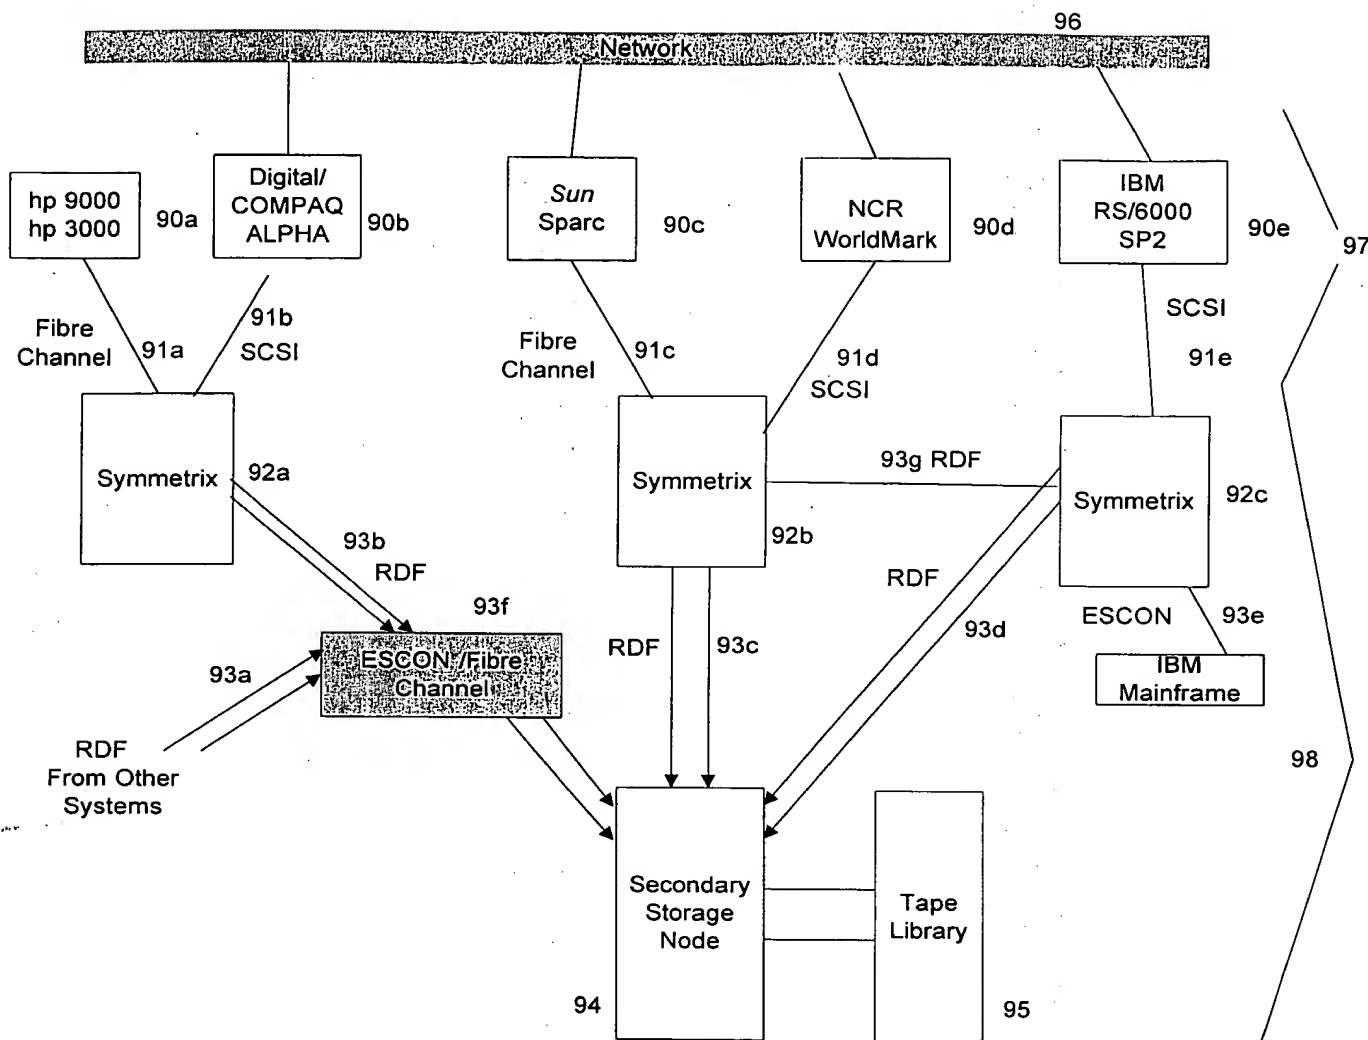 96
Network
hp 9000
hp 3000
90a
Digital/
COMPAQ
ALPHA
90b
Sun
Sparc
90c
NCR
WorldMark
90d
IBM
RS/6000
SP2
90e
97
Fibre
Channel
91a
91b
SCSI
Fibre
Channel
91c
91d
SCSI
SCSI
91e
Symmetrix
92a
Symmetrix
92b
93g RDF
Symmetrix
92c
93b
RDF
93f
ESCON /Fibre
Channel
93a
RDF
From Other
Systems
RDF
93c
RDF
93d
ESCON
93e
IBM
Mainframe
98
Secondary
Storage
Node
94
Tape
Library
95